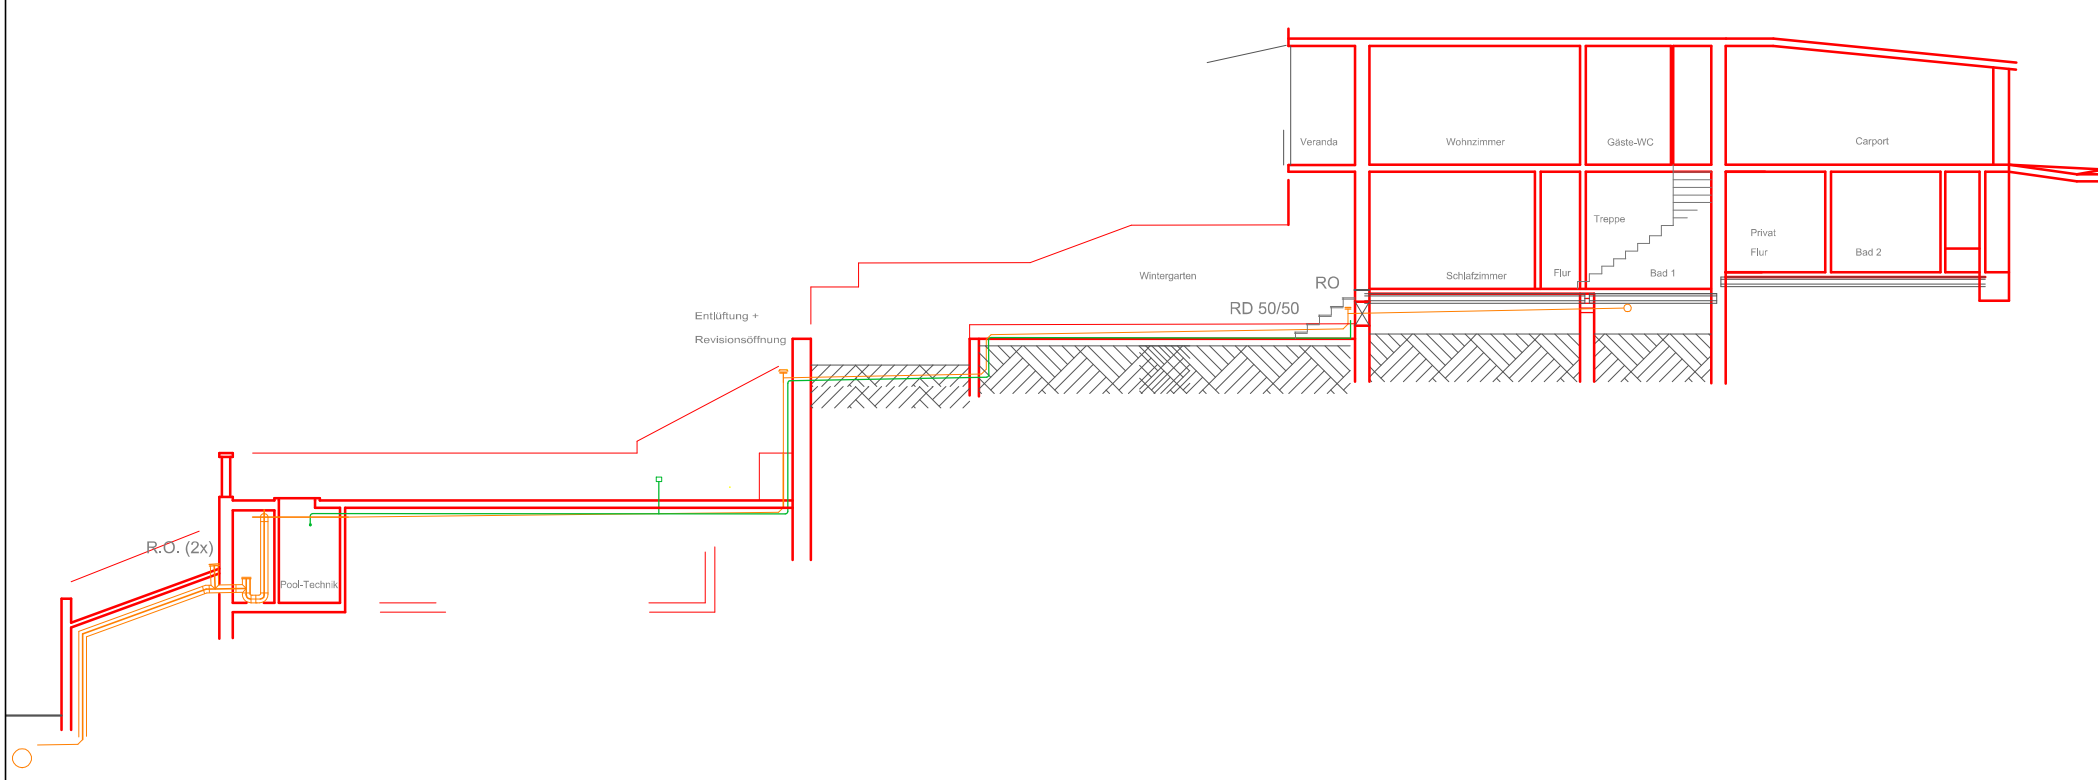 Veranda
Wohnzimmer
Gäste-WC
Carport
Treppe
Privat
Flur
Bad 2
Wintergarten
RO
Schlafzimmer
Flur
Bad 1
RD 50/50
Entlüftung +
Revisionsöffnung
R.O. (2x)
Pool-Technik